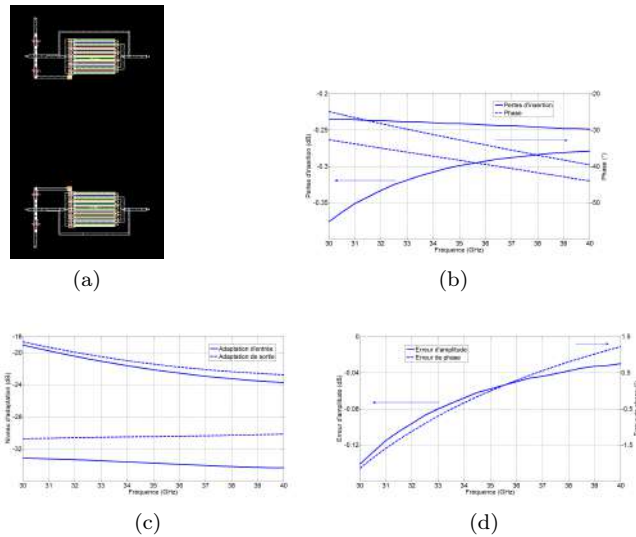 (a)
-0.2
-0.25
-0.3
-0.35
Pertes d'insertion (dB)
Pertes d'insertion
Phase
-20
-30
-40
-50
Phase (°)
30 31 32 33 34 35 36 37 38 39 40
Fréquence (GHz)
(b)
-16
-20
-24
-28
-32
Niveau d'adaptation (dB)
Adaptation d'entrée
Adaptation de sortie
30 31 32 33 34 35 36 37 38 39 40
Fréquence (GHz)
(c)
0
-0.04
-0.08
-0.12
Erreur d'amplitude (dB)
Erreur d'amplitude
Erreur de phase
1.5
0.5
-0.5
-1.5
30 31 32 33 34 35 36 37 38 39 40
Fréquence (GHz)
(d)